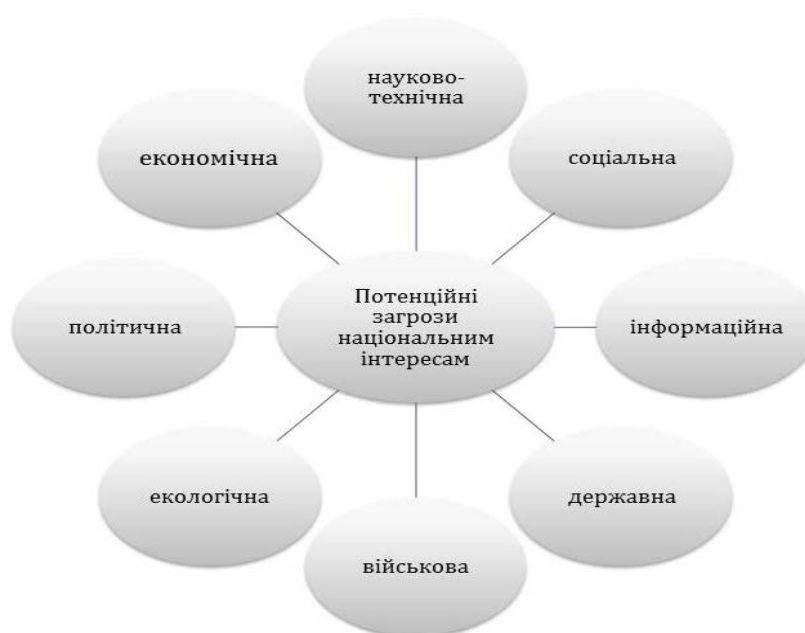 науково-
технічна
економічна
соціальна
Потенційні
загрози
національним
інтересам
політична
інформаційна
екологічна
державна
військова